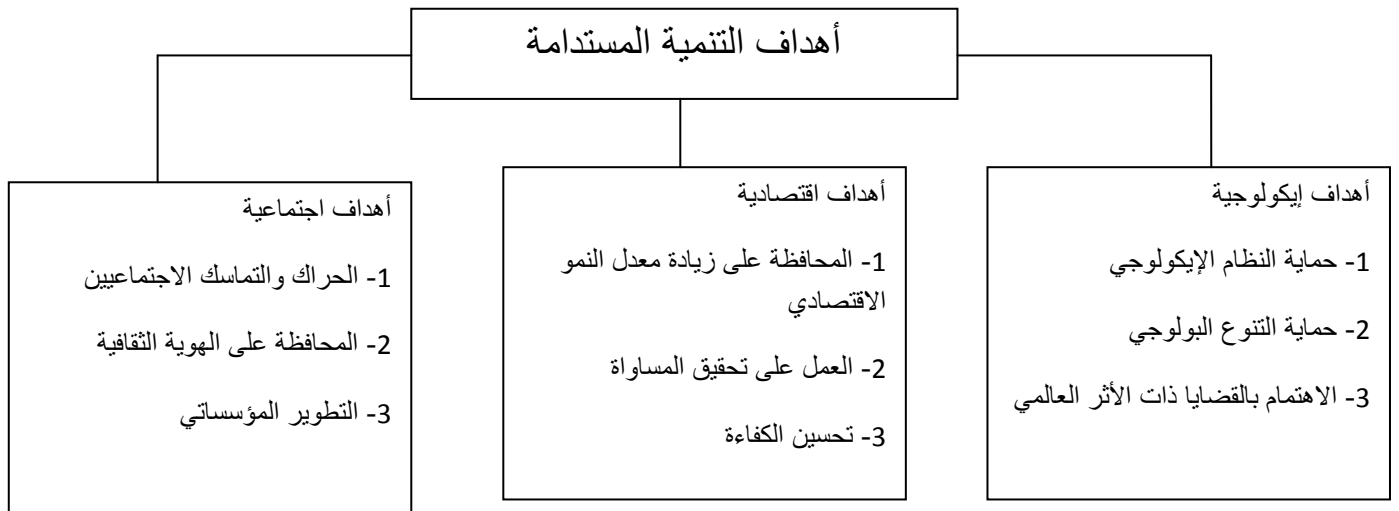 أهداف التنمية المستدامة
أهداف إيكولوجية
1- حماية النظام الإيكولوجي
2- حماية التنوع البولوجي
3- الاهتمام بالقضايا ذات الأثر العالمي
أهداف اقتصادية
1- المحافظة على زيادة معدل النمو
الاقتصادي
2- العمل على تحقيق المساواة
3- تحسين الكفاءة
أهداف اجتماعية
1- الحراك والتماسك الاجتماعيين
2- المحافظة على الهوية الثقافية
3- التطوير المؤسساتي